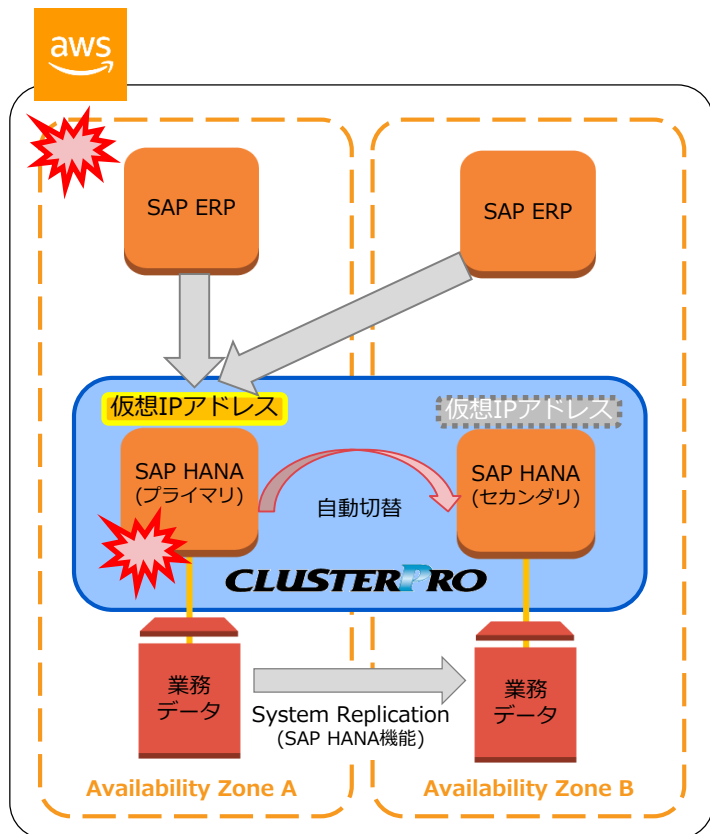 aws
SAP ERP
SAP ERP
仮想IPアドレス
仮想IPアドレス
SAP HANA
(プライマリ)
SAP HANA
(セカンダリ)
自動切替
CLUSTERPRO
業務
データ
業務
データ
System Replication
(SAP HANA機能)
Availability Zone A
Availability Zone B